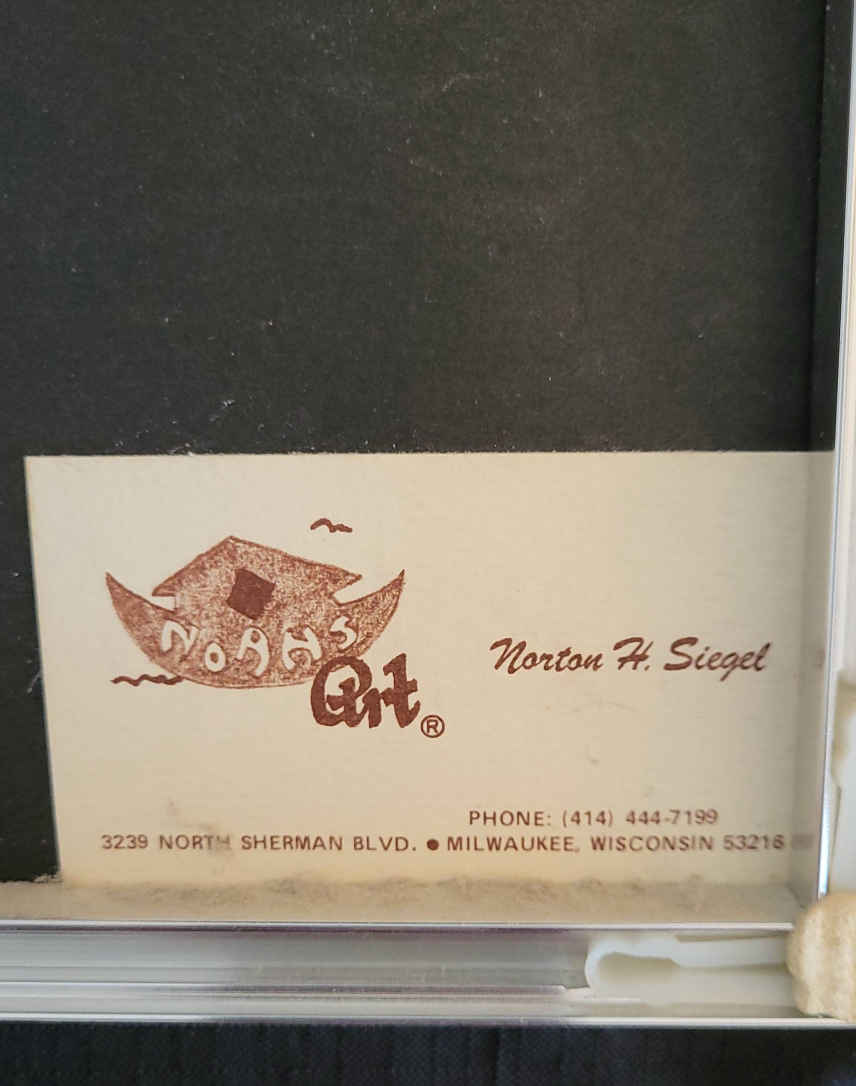 NOAHS
Art®
Norton H. Siegel
PHONE: (414) 444-7199
3239 NORTH SHERMAN BLVD. ● MILWAUKEE, WISCONSIN 53216